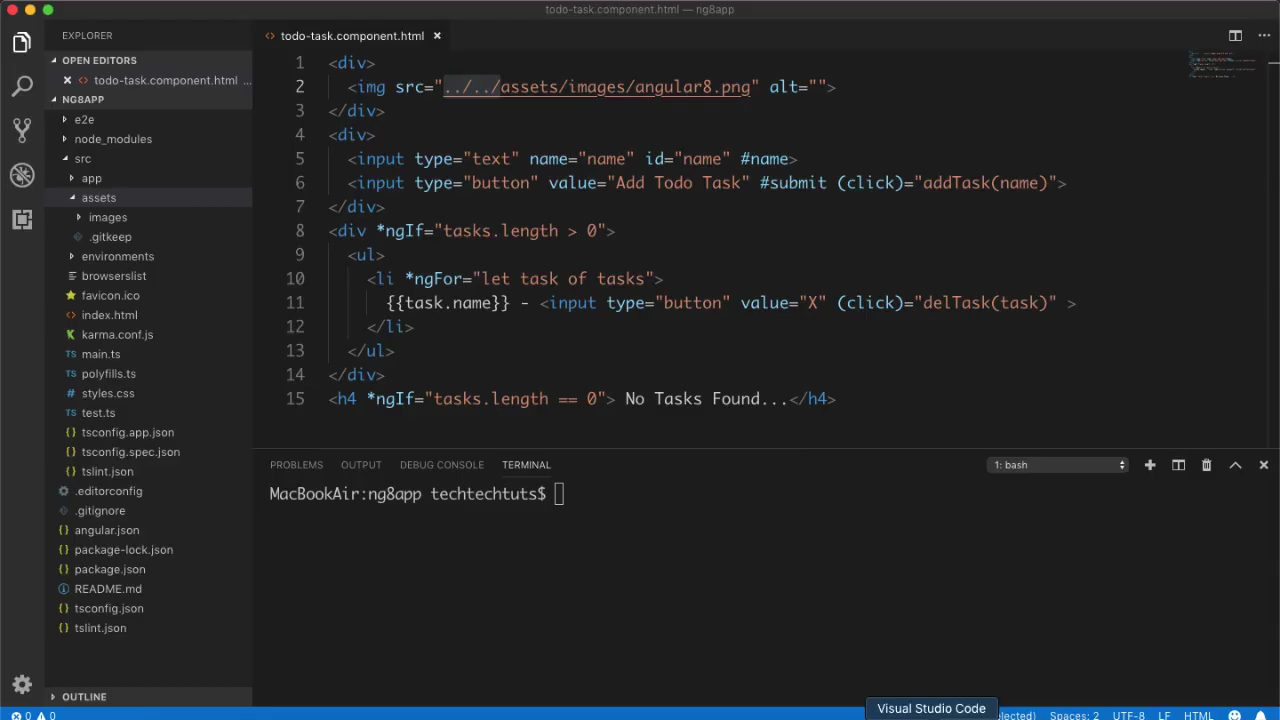 todo-task.component.html — ng8app
EXPLORER
OPEN EDITORS
todo-task.component.html ...
NG8APP
e2e
node_modules
src
app
assets
images
.gitkeep
environments
browserslist
favicon.ico
index.html
karma.conf.js
TS main.ts
TS polyfills.ts
# styles.css
TS test.ts
{} tsconfig.app.json
{} tsconfig.spec.json
{} tslint.json
.editorconfig
.gitignore
{} angular.json
{} package-lock.json
{} package.json
README.md
{} tsconfig.json
{} tslint.json
OUTLINE
todo-task.component.html
1 <div>
2 <img src="../../assets/images/angular8.png" alt="">
3 </div>
4 <div>
5 <input type="text" name="name" id="name" #name>
6 <input type="button" value="Add Todo Task" #submit (click)="addTask(name)">
7 </div>
8 <div *ngIf="tasks.length > 0">
9 <ul>
10 <li *ngFor="let task of tasks">
11 {{task.name}} - <input type="button" value="X" (click)="delTask(task)" >
12 </li>
13 </ul>
14 </div>
15 <h4 *ngIf="tasks.length == 0"> No Tasks Found...</h4>
PROBLEMS OUTPUT DEBUG CONSOLE TERMINAL 1: bash
MacBookAir:ng8app techtechtuts$
Visual Studio Code
0 0 elected) Spaces: 2 UTF-8 LF HTML